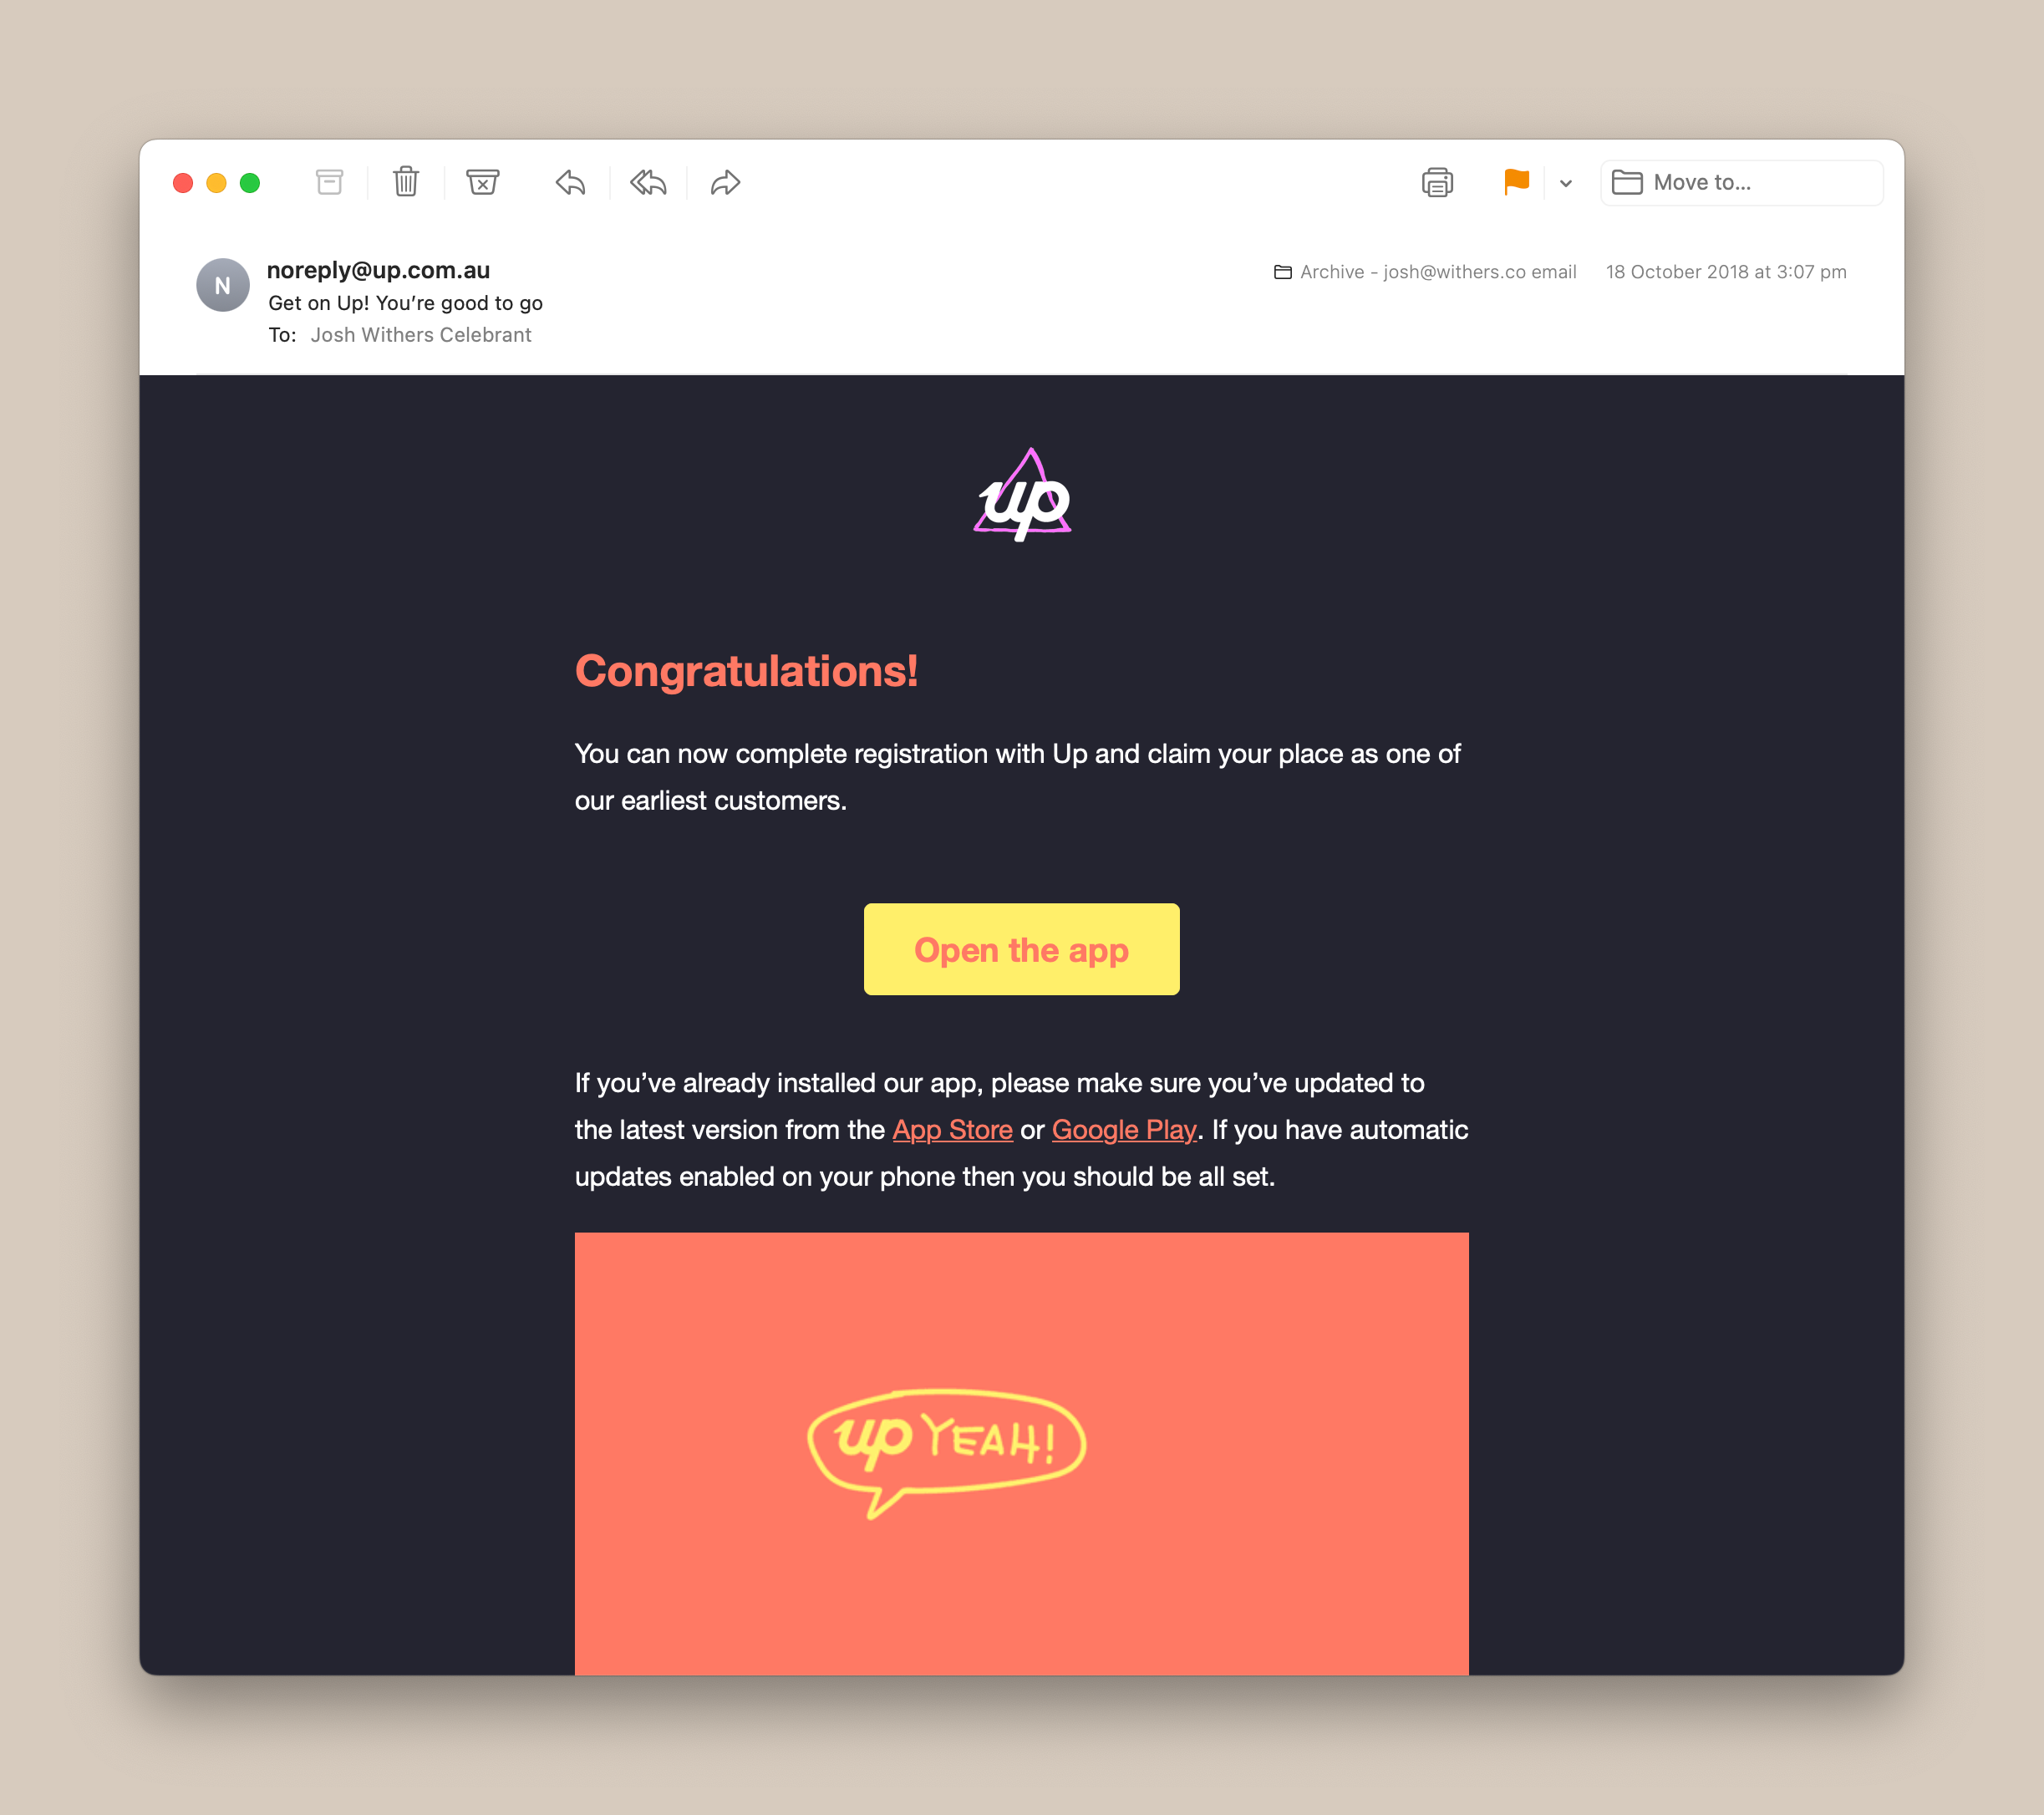 Move to...
N
noreply@up.com.au
Archive - josh@withers.co email
18 October 2018 at 3:07 pm
Get on Up! You’re good to go
To: Josh Withers Celebrant
up
Congratulations!
You can now complete registration with Up and claim your place as one of
our earliest customers.
Open the app
If you’ve already installed our app, please make sure you’ve updated to
the latest version from the App Store or Google Play. If you have automatic
updates enabled on your phone then you should be all set.
up YEAH!